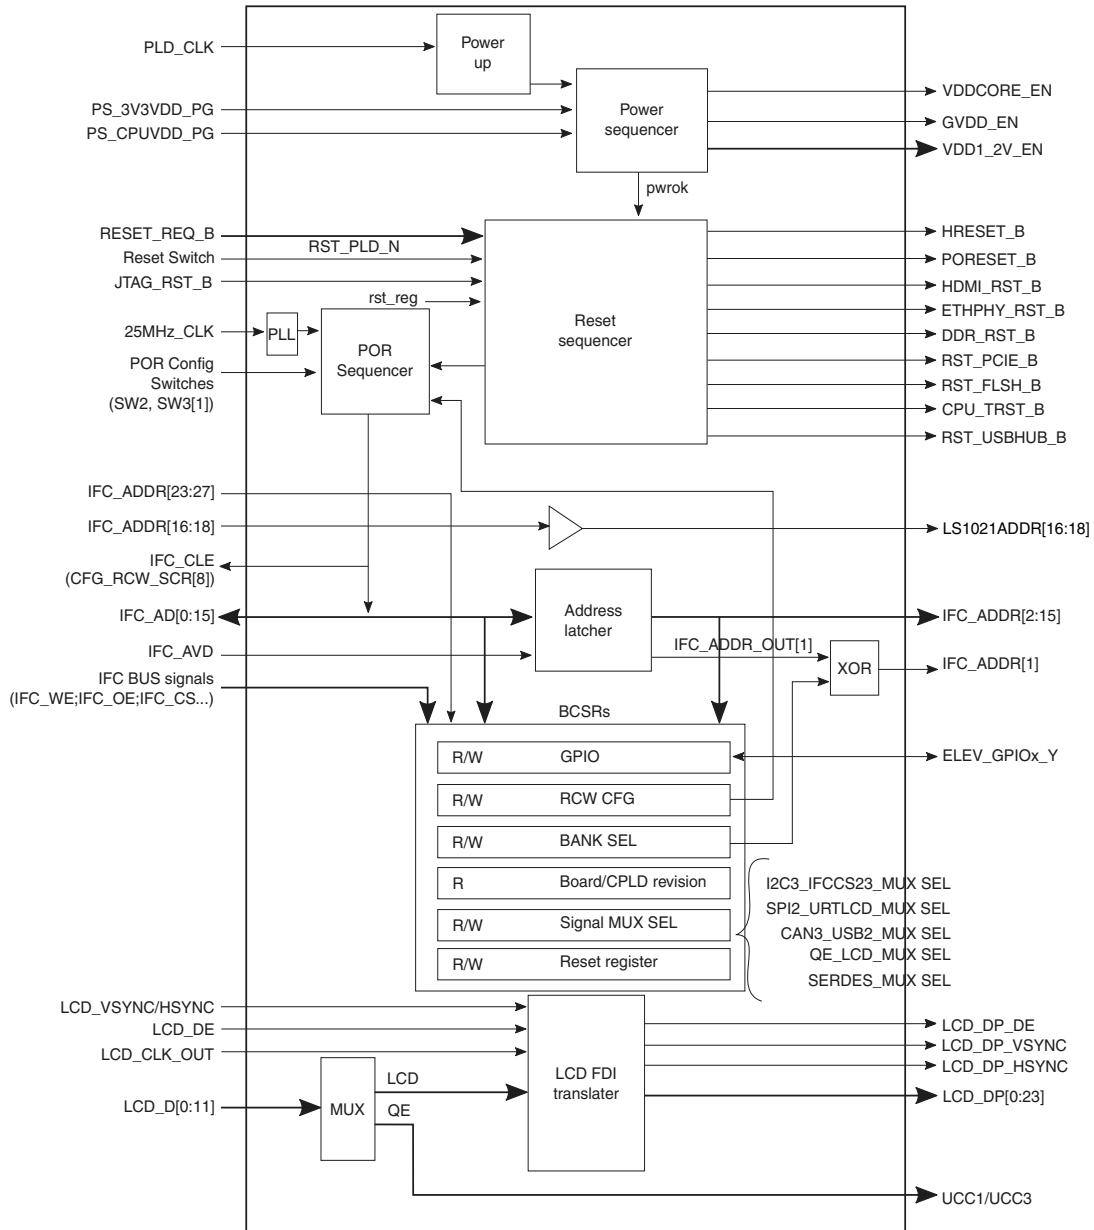 PLD_CLK
Power
up
PS_3V3VDD_PG
PS_CPUVDD_PG
Power
sequencer
VDDCORE_EN
GVDD_EN
VDD1_2V_EN
pwrok
RESET_REQ_B
RST_PLD_N
Reset Switch
JTAG_RST_B
rst_reg
25MHz_CLK
PLL
POR
Sequencer
POR Config
Switches
(SW2, SW3[1])
Reset
sequencer
HRESET_B
PORESET_B
HDMI_RST_B
ETHPHY_RST_B
DDR_RST_B
RST_PCIE_B
RST_FLSH_B
CPU_TRST_B
RST_USBHUB_B
IFC_ADDR[23:27]
IFC_ADDR[16:18]
LS1021ADDR[16:18]
IFC_CLE
(CFG_RCW_SCR[8])
IFC_AD[0:15]
Address
latcher
IFC_ADDR[2:15]
IFC_AVD
IFC_ADDR_OUT[1]
XOR
IFC_ADDR[1]
IFC BUS signals
(IFC_WE;IFC_OE;IFC_CS...)
BCSRs
R/W GPIO
ELEV_GPIOx_Y
R/W RCW CFG
R/W BANK SEL
R Board/CPLD revision
R/W Signal MUX SEL
R/W Reset register
I2C3_IFCCS23_MUX SEL
SPI2_URTLCD_MUX SEL
CAN3_USB2_MUX SEL
QE_LCD_MUX SEL
SERDES_MUX SEL
LCD_VSYNC/HSYNC
LCD_DE
LCD_CLK_OUT
LCD_D[0:11]
MUX
LCD
QE
LCD FDI
translater
LCD_DP_DE
LCD_DP_VSYNC
LCD_DP_HSYNC
LCD_DP[0:23]
UCC1/UCC3